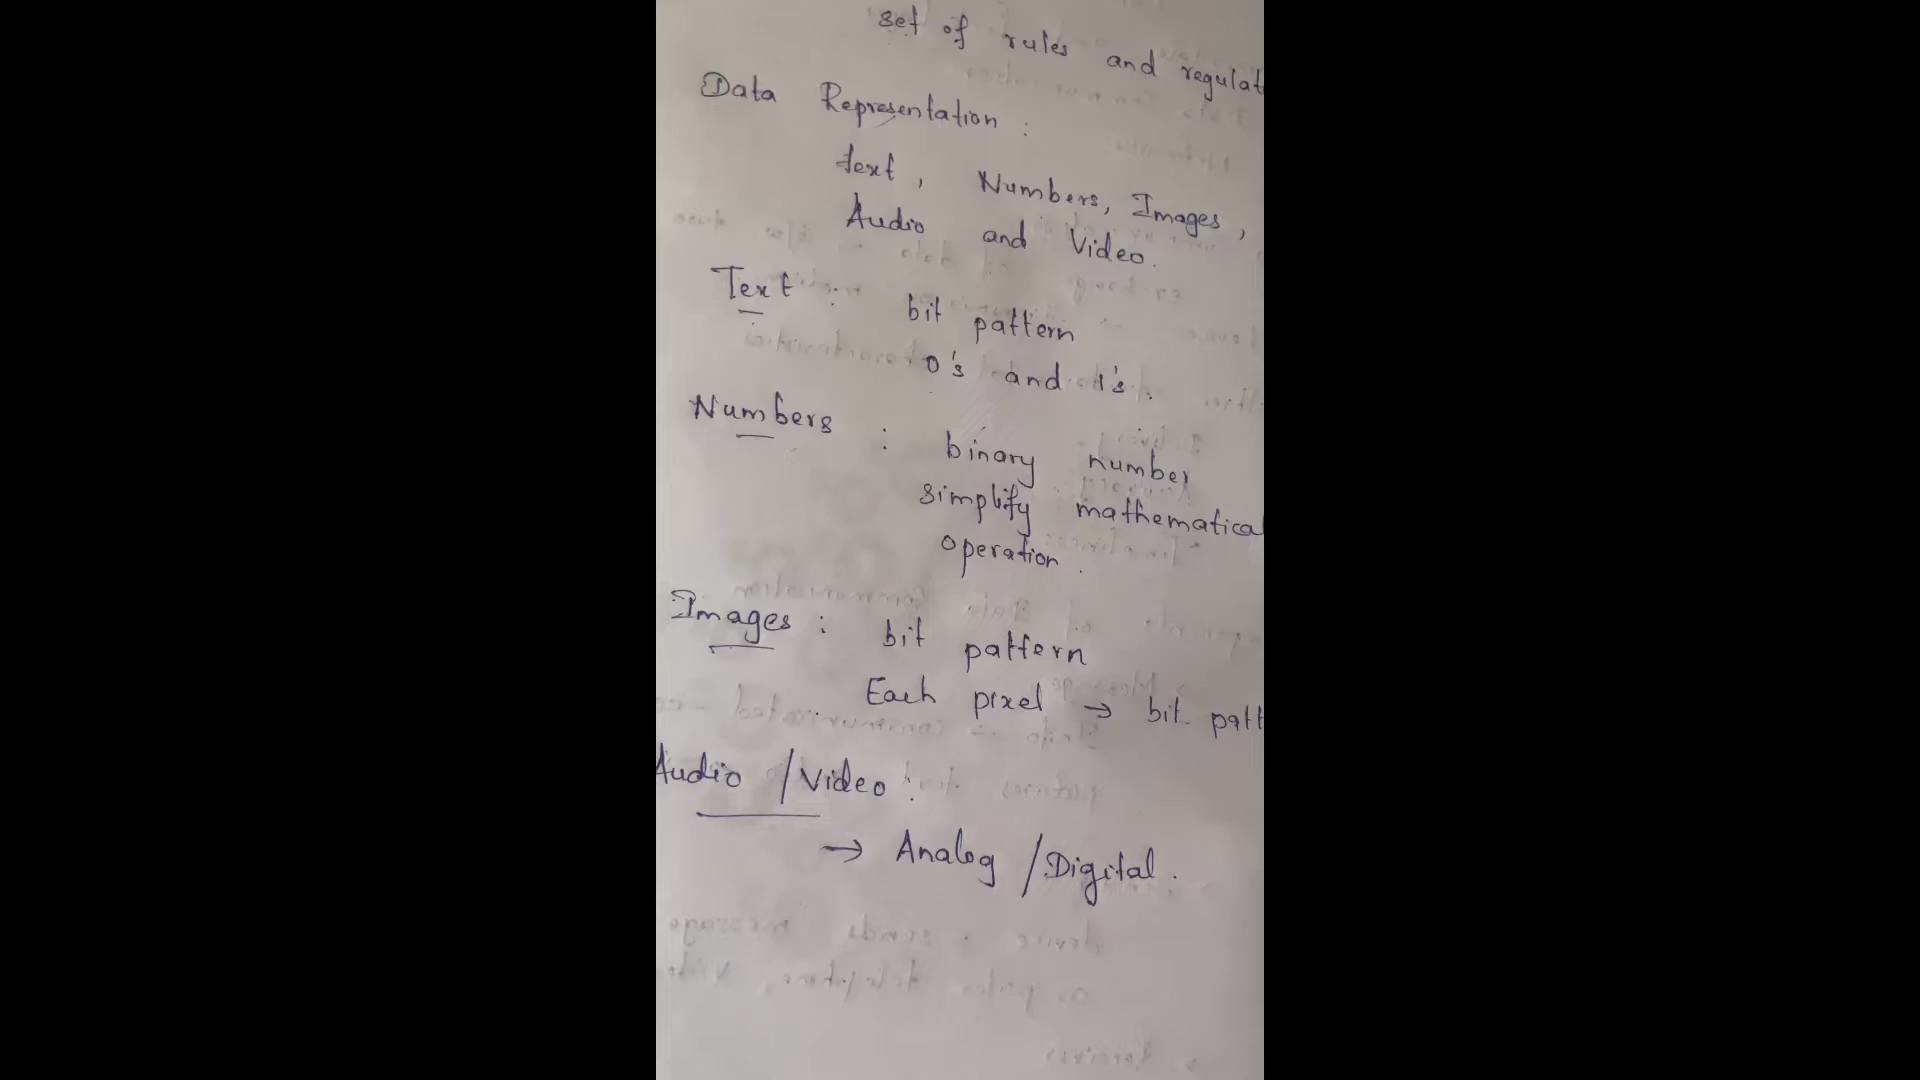 set of rules and regulat
Data Representation :
text, Numbers, Images,
Audio and Video.
Text : bit pattern
0's and 1's.
Numbers : binary number
simplify mathematical
operation.
Images : bit pattern
Each pixel → bit patt
Audio / Video :
→ Analog / Digital.